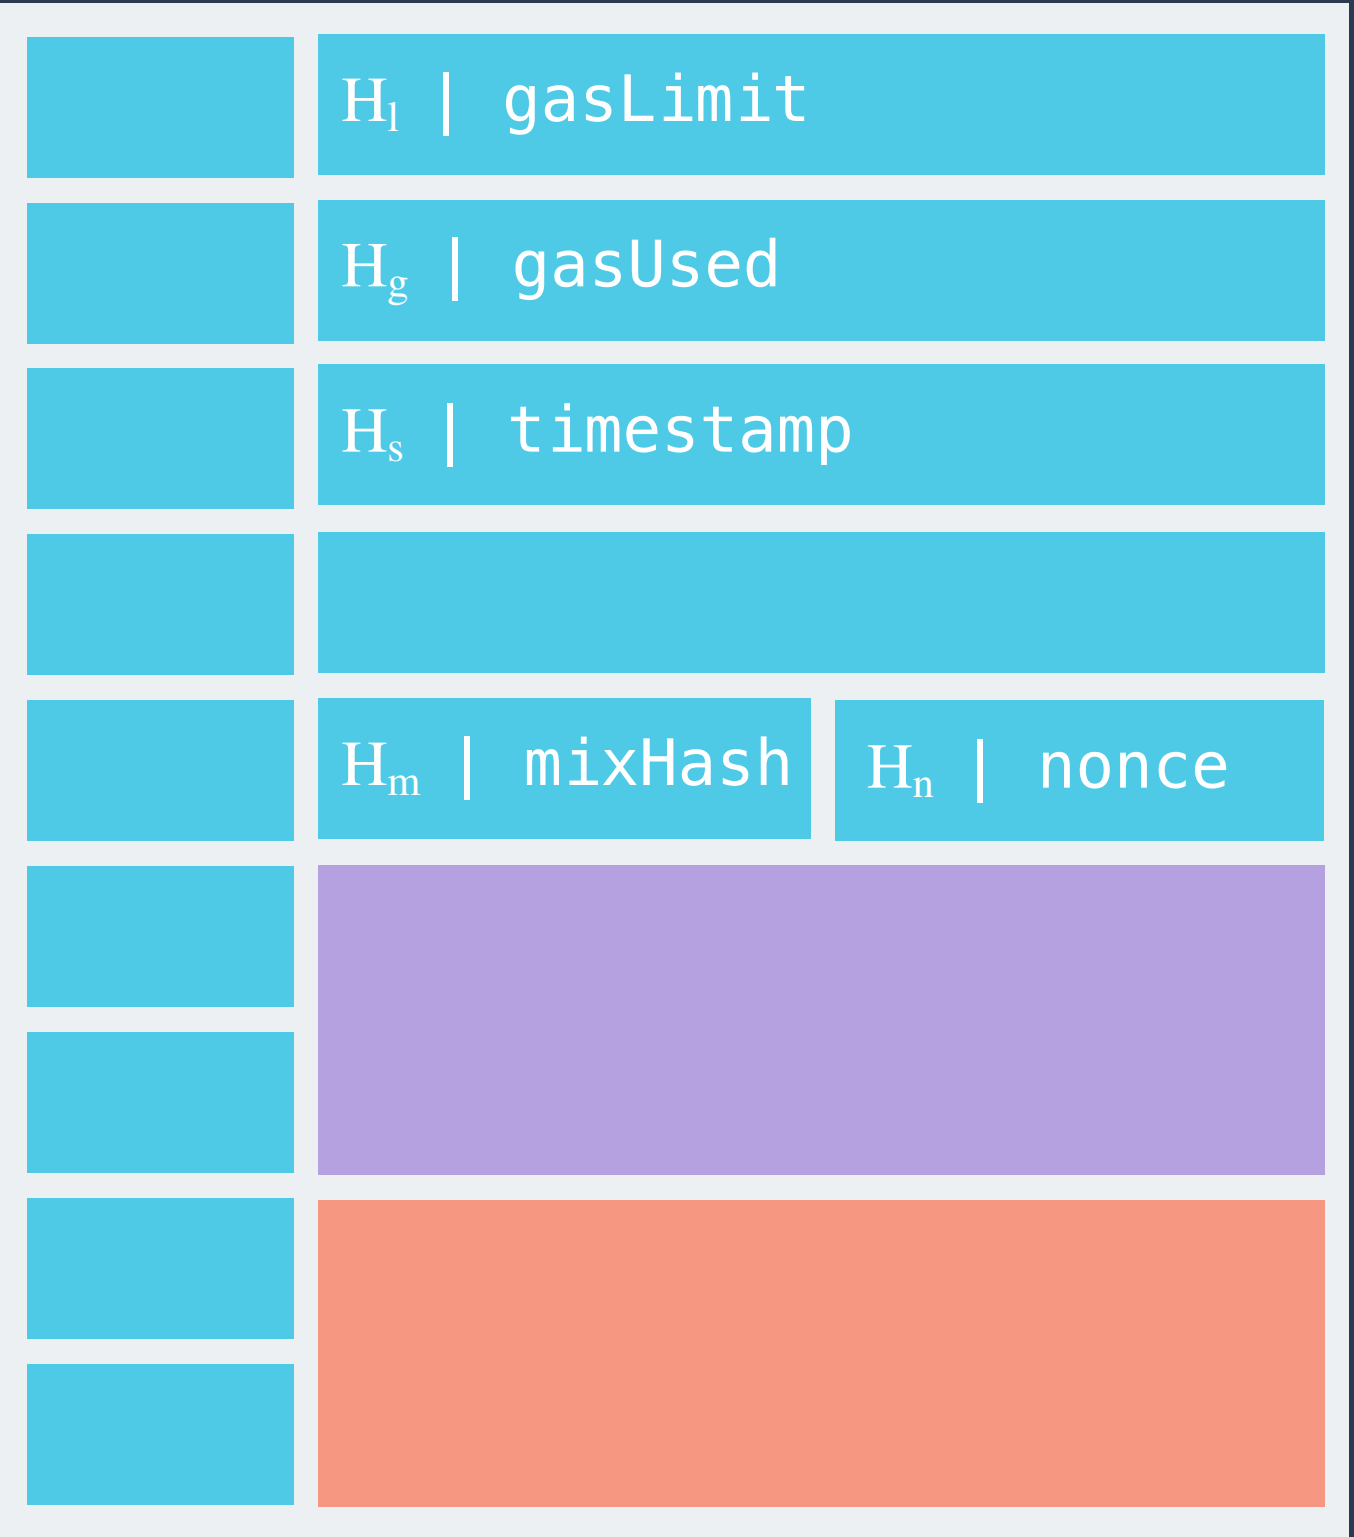 Hl | gasLimit
Hg | gasUsed
Hs | timestamp
Hm | mixHash
Hn | nonce